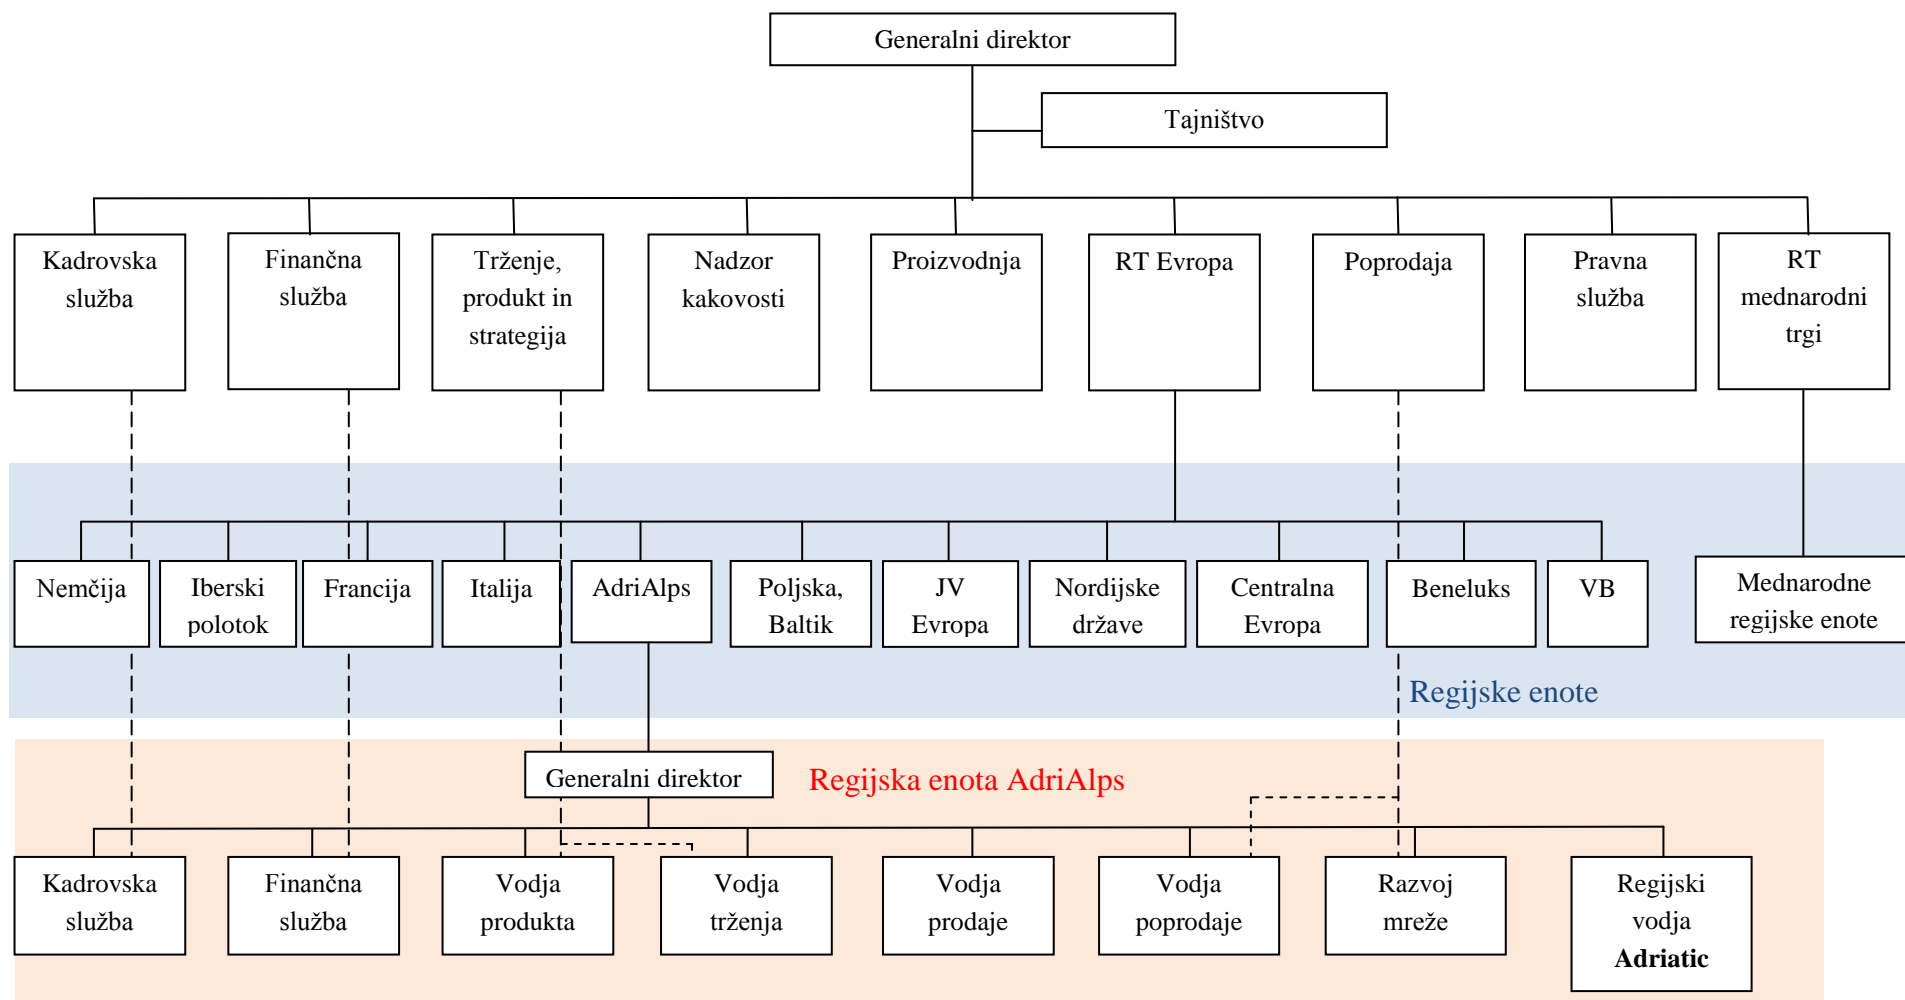 Generalni direktor
Tajništvo
Kadrovska
služba
Finančna
služba
Trženje,
produkt in
strategija
Nadzor
kakovosti
Proizvodnja
RT Evropa
Poprodaja
Pravna
služba
RT
mednarodni
trgi
Nemčija
Iberski
polotok
Francija
Italija
AdriAlps
Poljska,
Baltik
JV
Evropa
Nordijske
države
Centralna
Evropa
Beneluks
VB
Mednarodne
regijske enote
Regijske enote
Generalni direktor
Regijska enota AdriAlps
Kadrovska
služba
Finančna
služba
Vodja
produkta
Vodja
trženja
Vodja
prodaje
Vodja
poprodaje
Razvoj
mreže
Regijski
vodja
Adriatic